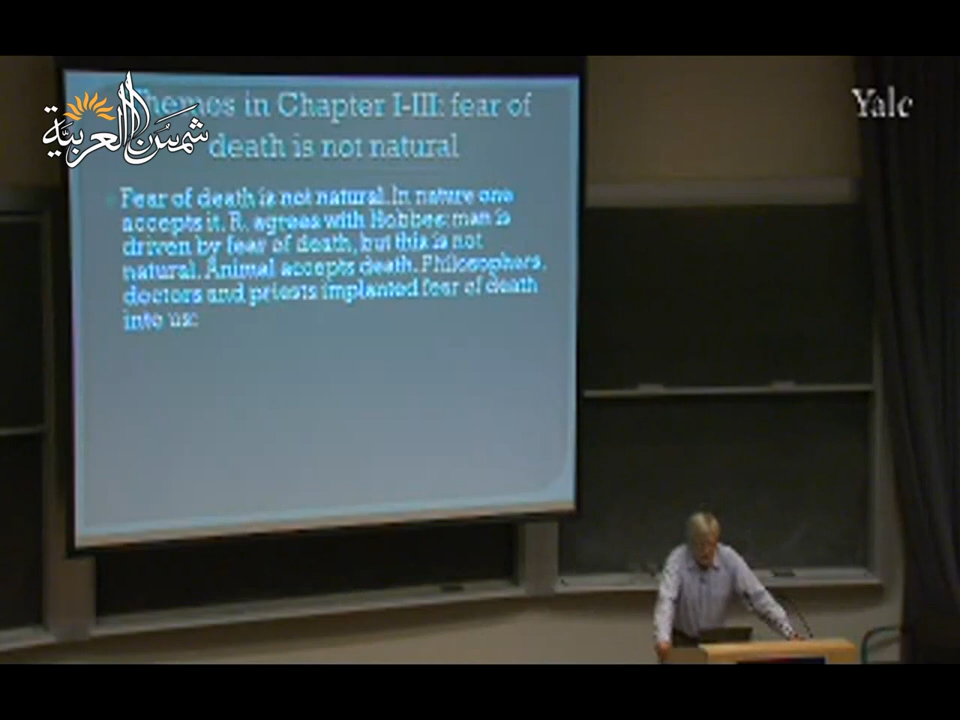 Themes in Chapter I-III: fear of
death is not natural
Fear of death is not natural. In nature one
accepts it. R. agrees with Hobbes: man is
driven by fear of death, but this is not
natural. Animal accepts death. Philosophers,
doctors and priests implanted fear of death
into us:
Yale
شمس العربية